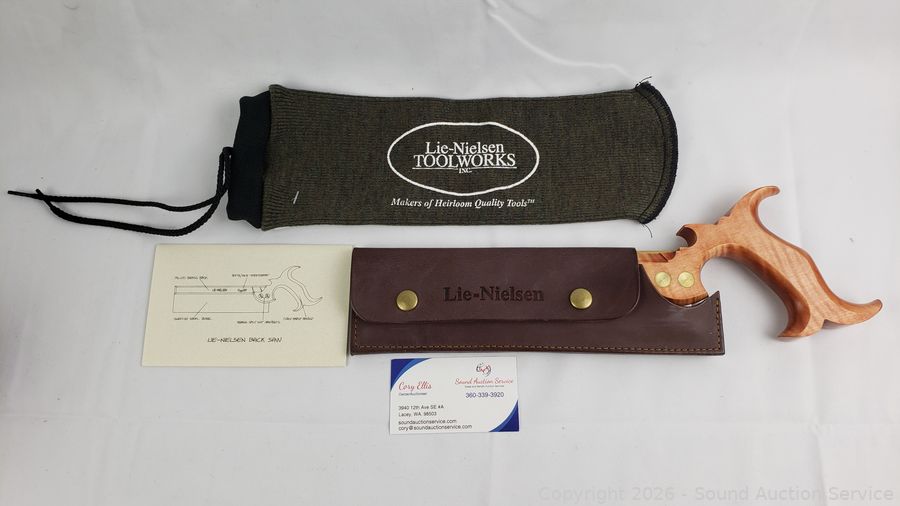 Lie-Nielsen
TOOLWORKS
INC.
Makers of Heirloom Quality Tools™
LIE-NIELSEN BACK SAW
Lie-Nielsen
Cory Ellis
Owner/Auctioneer
Sound Auction Service
360-339-3920
3940 12th Ave SE #A
Lacey, WA, 98503
soundauctionservice.com
cory@soundauctionservice.com
Copyright 2026 - Sound Auction Service